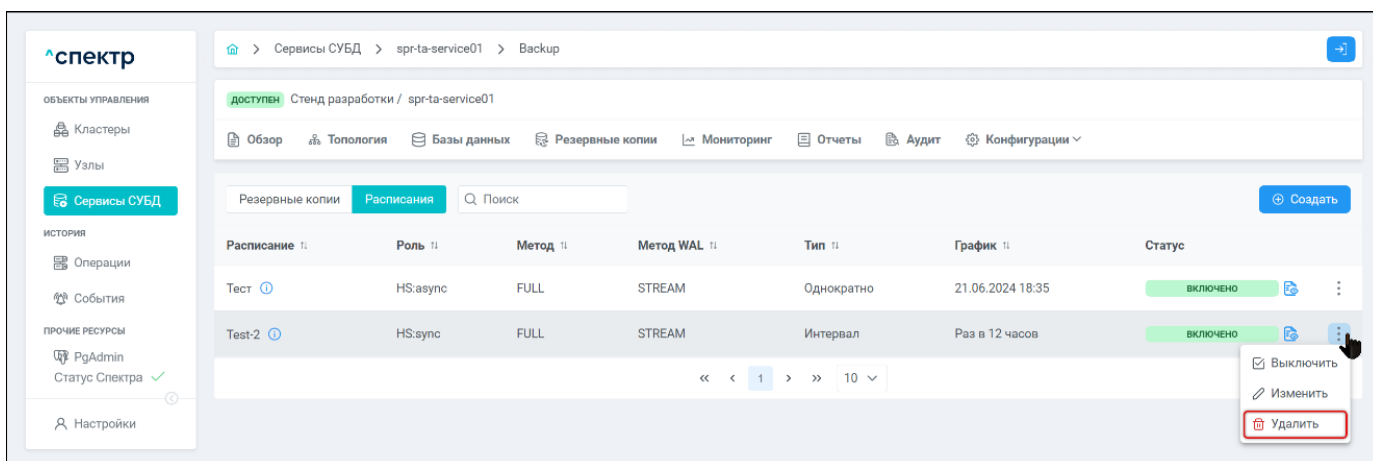 ^спектр
ОБЪЕКТЫ УПРАВЛЕНИЯ
Кластеры
Узлы
Сервисы СУБД
ИСТОРИЯ
Операции
События
ПРОЧИЕ РЕСУРСЫ
PgAdmin
Статус Спектра
Настройки
> Сервисы СУБД > spr-ta-service01 > Backup
ДОСТУПЕН Стенд разработки / spr-ta-service01
Обзор Топология Базы данных Резервные копии Мониторинг Отчеты Аудит Конфигурации
Резервные копии Расписания Поиск Создать
Расписание Роль Метод Метод WAL Тип График Статус
Тест HS:async FULL STREAM Однократно 21.06.2024 18:35 ВКЛЮЧЕНО
Test-2 HS:sync FULL STREAM Интервал Раз в 12 часов ВКЛЮЧЕНО
« ‹ 1 › » 10
Выключить
Изменить
Удалить